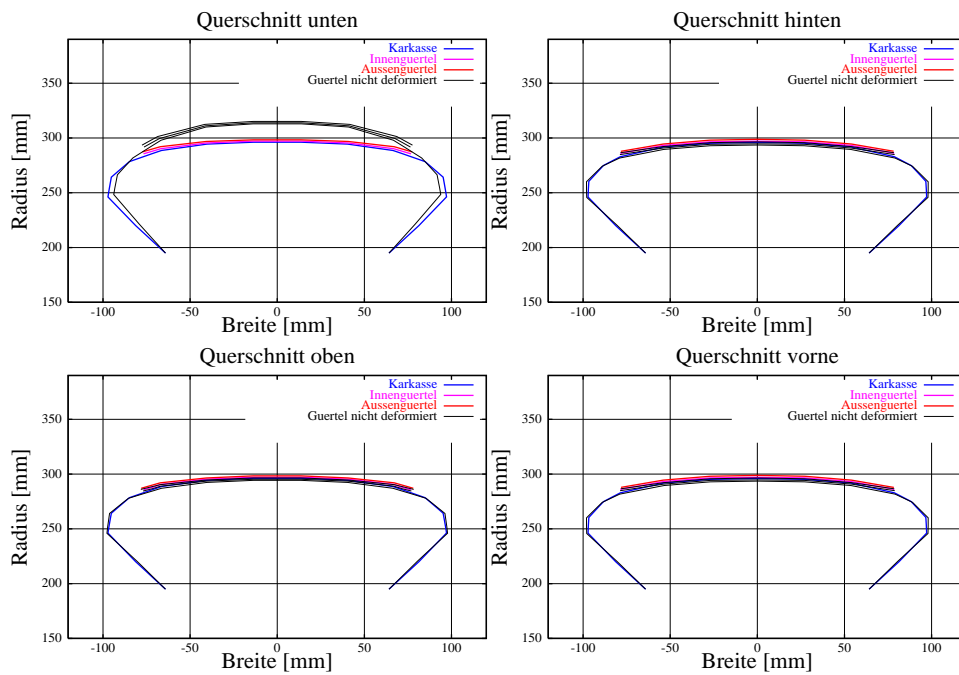 Querschnitt unten
Karkasse
Innenguertel
Aussenguertel
Guertel nicht deformiert
350
300
250
200
150
-100
-50
0
50
100
Radius [mm]
Breite [mm]
Querschnitt hinten
Karkasse
Innenguertel
Aussenguertel
Guertel nicht deformiert
350
300
250
200
150
-100
-50
0
50
100
Radius [mm]
Breite [mm]
Querschnitt oben
Karkasse
Innenguertel
Aussenguertel
Guertel nicht deformiert
350
300
250
200
150
-100
-50
0
50
100
Radius [mm]
Breite [mm]
Querschnitt vorne
Karkasse
Innenguertel
Aussenguertel
Guertel nicht deformiert
350
300
250
200
150
-100
-50
0
50
100
Radius [mm]
Breite [mm]